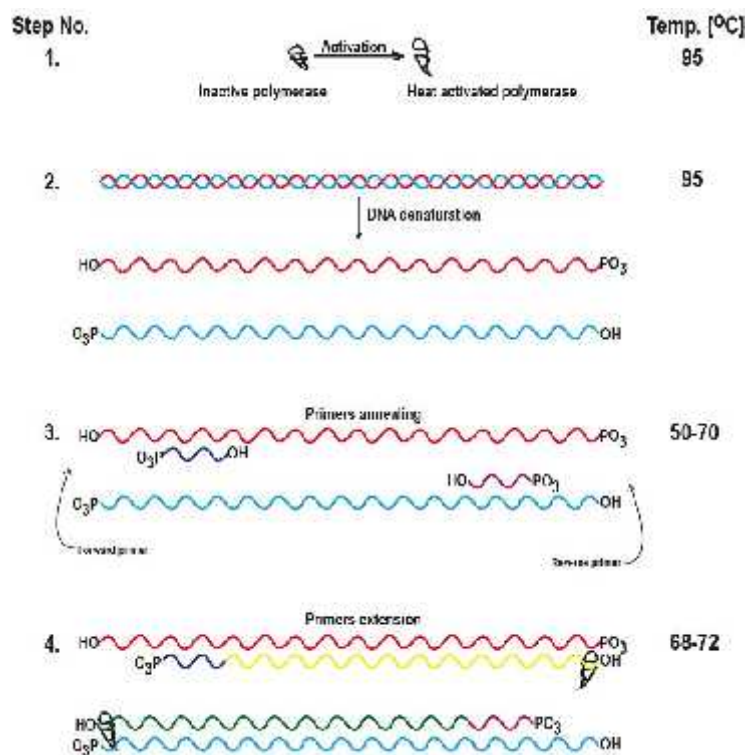 Step No.
Temp. [ºC]
1.
Activation
95
Inactive polymerase
Heat activated polymerase
2.
95
DNA denaturation
HO
PO3
O3P
OH
Primers annealing
3.
HO
PO3
50-70
O3P
OH
HO
PO3
O3P
OH
Forward primer
Reverse primer
Primers extension
4.
HO
PO3
68-72
O3P
OH
HO
PO3
O3P
OH